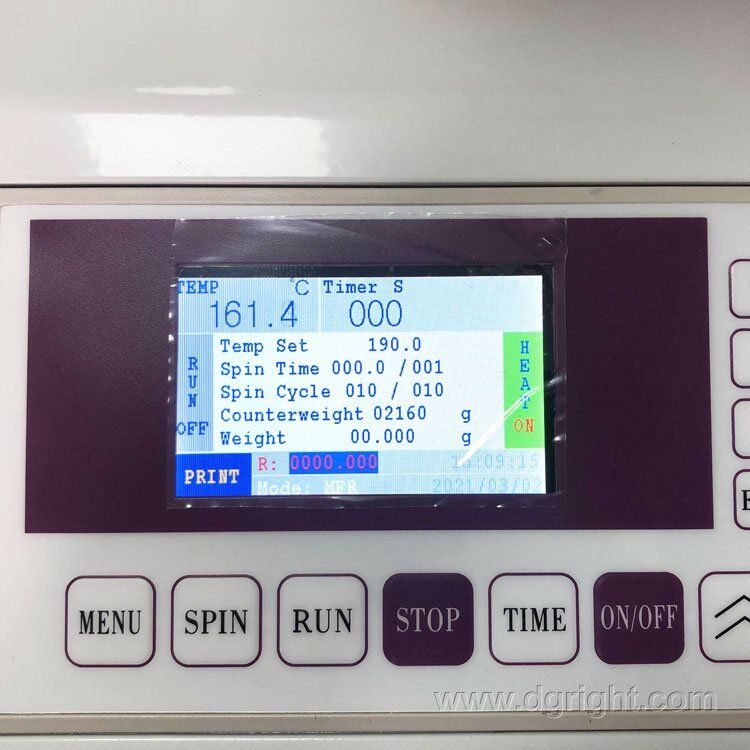 TEMP ℃ Timer S
161.4 000
Temp Set 190.0
Spin Time 000.0 /001
Spin Cycle 010 / 010
Counterweight 02160 g
Weight 00.000 g
RUN OFF
HEAT ON
PRINT
R: 0000.000 15:09:15
Mode: MFR 2021/03/02
MENU SPIN RUN STOP TIME ON/OFF
www.dgright.com